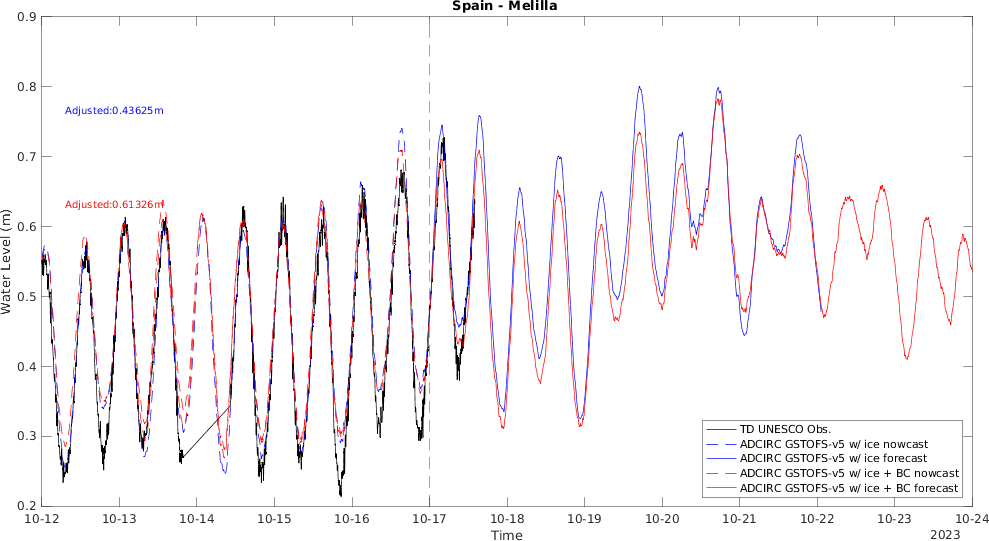 Spain - Melilla
0.9
0.8
0.7
0.6
0.5
0.4
0.3
0.2
Water Level (m)
Adjusted:0.43625m
Adjusted:0.61326m
TD UNESCO Obs.
ADCIRC GSTOFS-v5 w/ ice nowcast
ADCIRC GSTOFS-v5 w/ ice forecast
ADCIRC GSTOFS-v5 w/ ice + BC nowcast
ADCIRC GSTOFS-v5 w/ ice + BC forecast
10-12 10-13 10-14 10-15 10-16 10-17 10-18 10-19 10-20 10-21 10-22 10-23 10-24
Time 2023